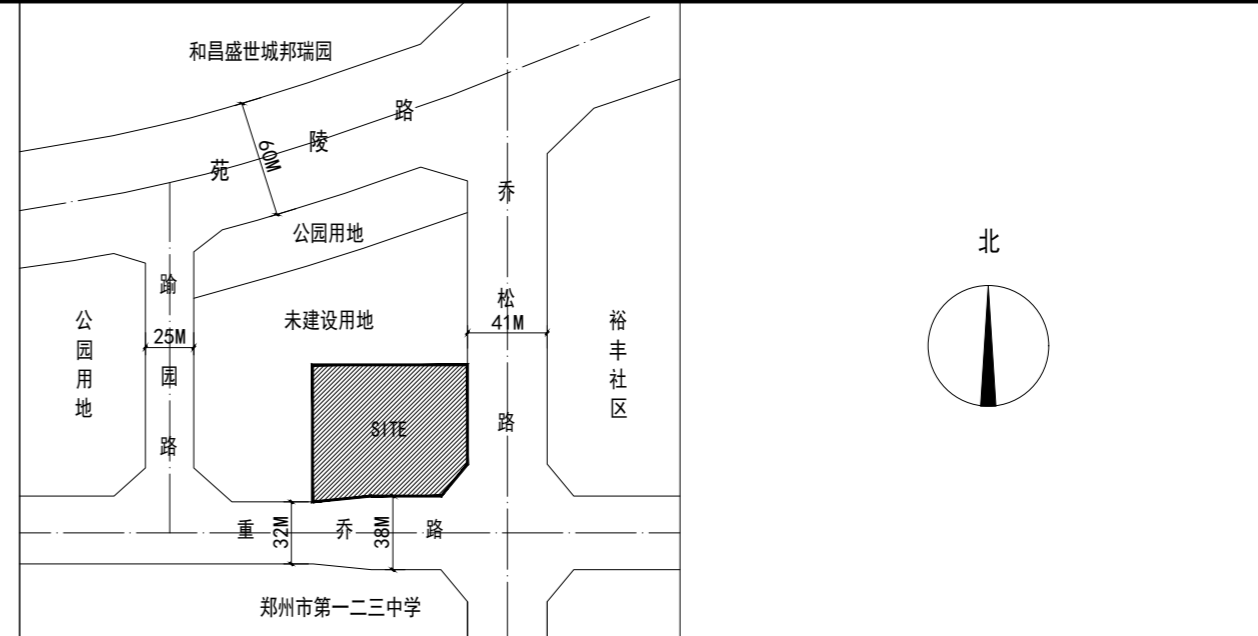 和昌盛世城邦瑞园
苑陵路
60M
公园用地
北
乔松路
41M
踰园路
25M
未建设用地
公园用地
裕丰社区
SITE
重乔路
32M
38M
郑州市第一二三中学